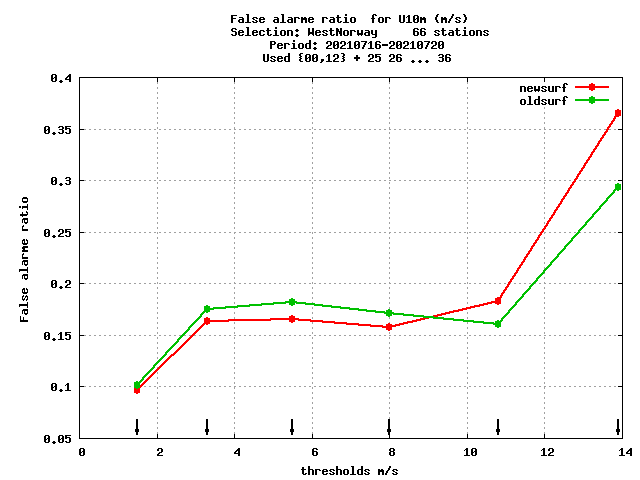 False alarme ratio  for U10m (m/s)
Selection: WestNorway     66 stations
Period: 20210716-20210720
Used {00,12} + 25 26 ... 36
newsurf
oldsurf
0.4
0.35
0.3
0.25
0.2
0.15
0.1
0.05
False alarme ratio
0 2 4 6 8 10 12 14
thresholds m/s